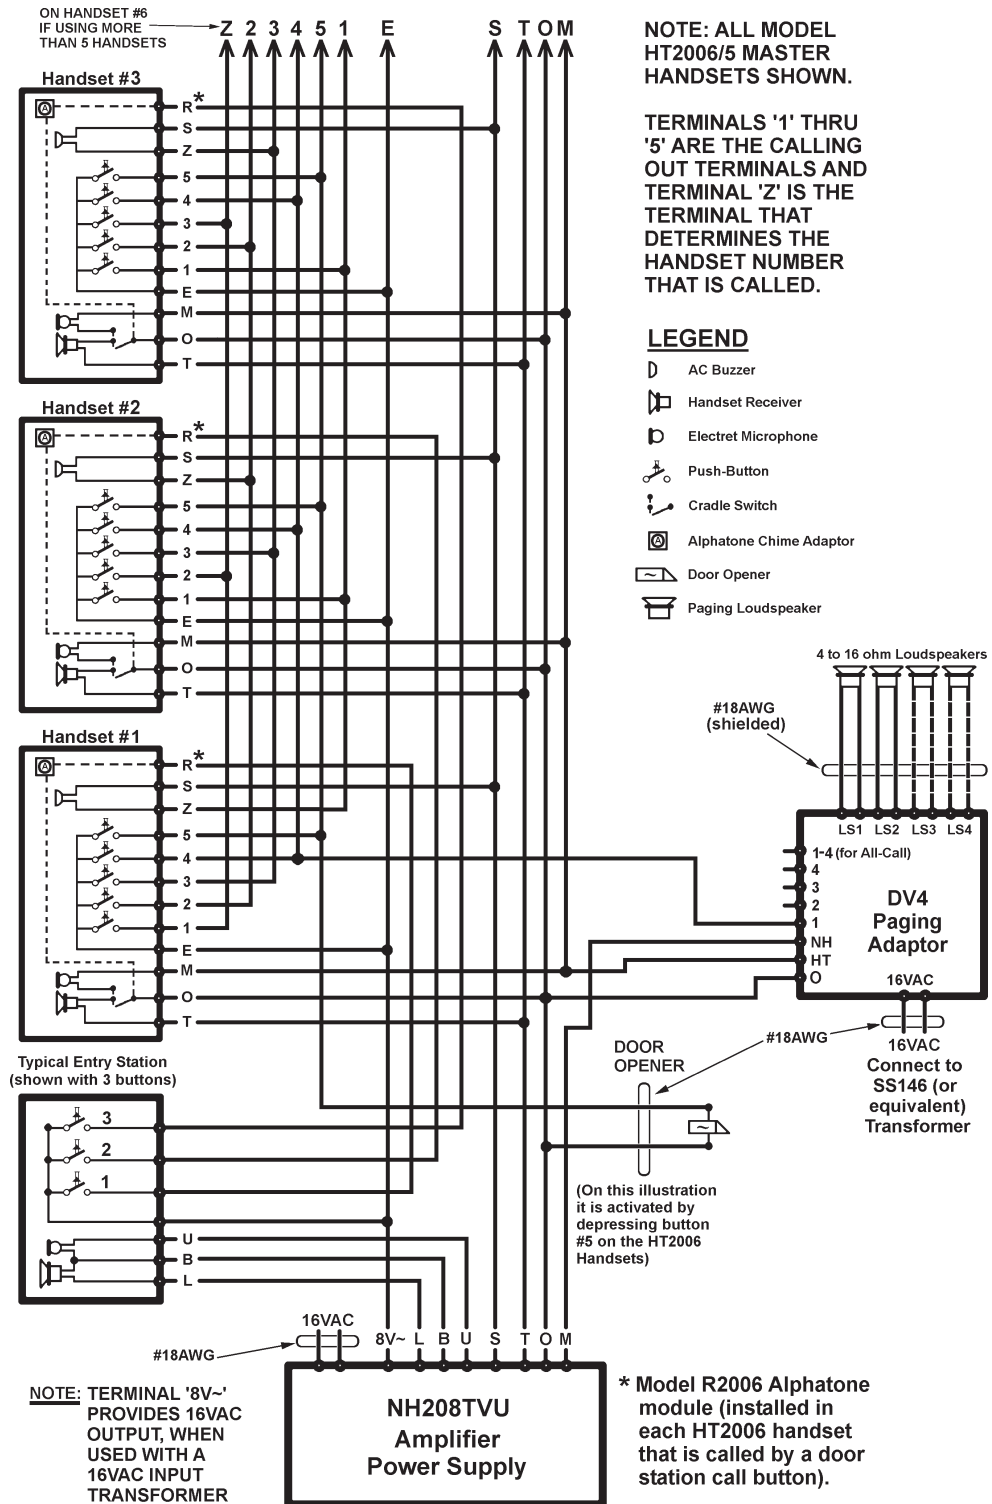 ON HANDSET #6
IF USING MORE
THAN 5 HANDSETS
Z 2 3 4 5 1 E S T O M
NOTE: ALL MODEL
HT2006/5 MASTER
HANDSETS SHOWN.
TERMINALS '1' THRU
'5' ARE THE CALLING
OUT TERMINALS AND
TERMINAL 'Z' IS THE
TERMINAL THAT
DETERMINES THE
HANDSET NUMBER
THAT IS CALLED.
LEGEND
AC Buzzer
Handset Receiver
Electret Microphone
Push-Button
Cradle Switch
A Alphatone Chime Adaptor
~ Door Opener
Paging Loudspeaker
Handset #3
A
R*
S
Z
5
4
3
2
1
E
M
O
T
Handset #2
A
R*
S
Z
5
4
3
2
1
E
M
O
T
Handset #1
A
R*
S
Z
5
4
3
2
1
E
M
O
T
4 to 16 ohm Loudspeakers
#18AWG
(shielded)
LS1 LS2 LS3 LS4
1-4 (for All-Call)
4
3
2
1
NH
HT
O
DV4
Paging
Adaptor
16VAC
#18AWG
16VAC
Connect to
SS146 (or
equivalent)
Transformer
DOOR
OPENER
~
(On this illustration
it is activated by
depressing button
#5 on the HT2006
Handsets)
Typical Entry Station
(shown with 3 buttons)
3
2
1
U
B
L
16VAC
#18AWG
8V~ L B U S T O M
NH208TVU
Amplifier
Power Supply
NOTE: TERMINAL '8V~'
PROVIDES 16VAC
OUTPUT, WHEN
USED WITH A
16VAC INPUT
TRANSFORMER
* Model R2006 Alphatone
module (installed in
each HT2006 handset
that is called by a door
station call button).